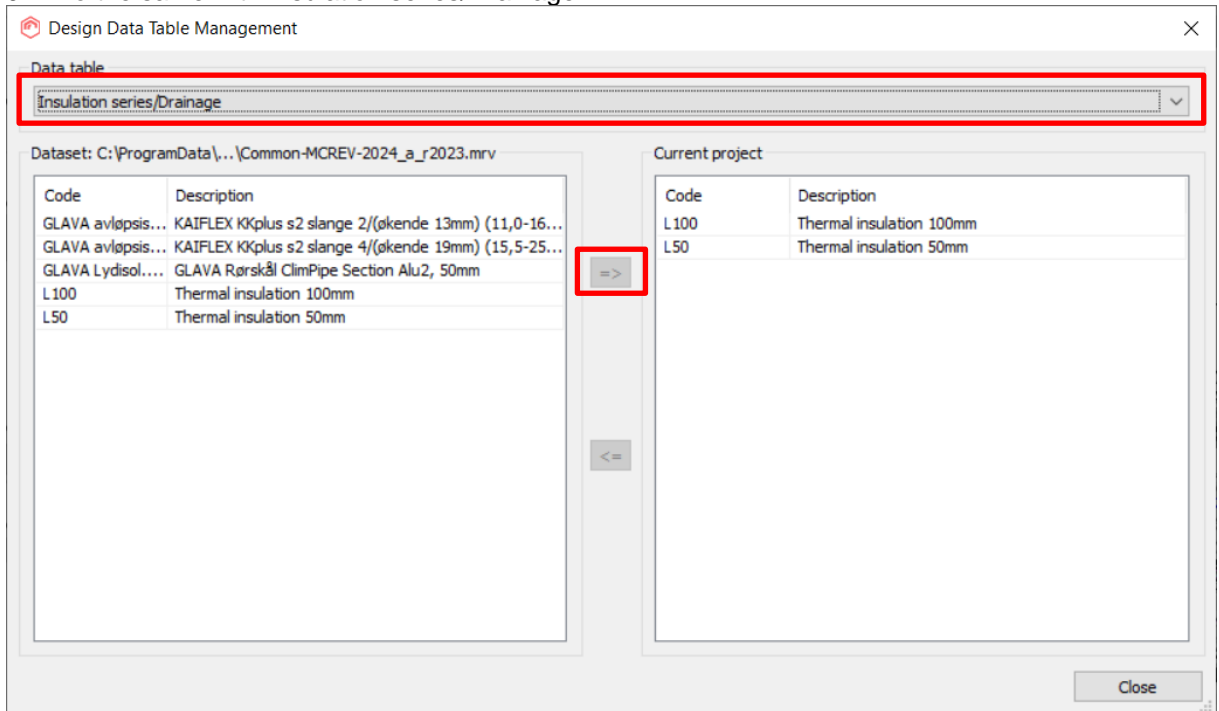 Design Data Table Management
Data table
Insulation series/Drainage
Dataset: C:\ProgramData\...\Common-MCREV-2024_a_r2023.mrv
Code Description
GLAVA avløpsis... KAIFLEX KKplus s2 slange 2/(økende 13mm) (11,0-16...
GLAVA avløpsis... KAIFLEX KKplus s2 slange 4/(økende 19mm) (15,5-25...
GLAVA Lydisol.... GLAVA Rørskål ClimPipe Section Alu2, 50mm
L100 Thermal insulation 100mm
L50 Thermal insulation 50mm
=>
<=
Current project
Code Description
L100 Thermal insulation 100mm
L50 Thermal insulation 50mm
Close